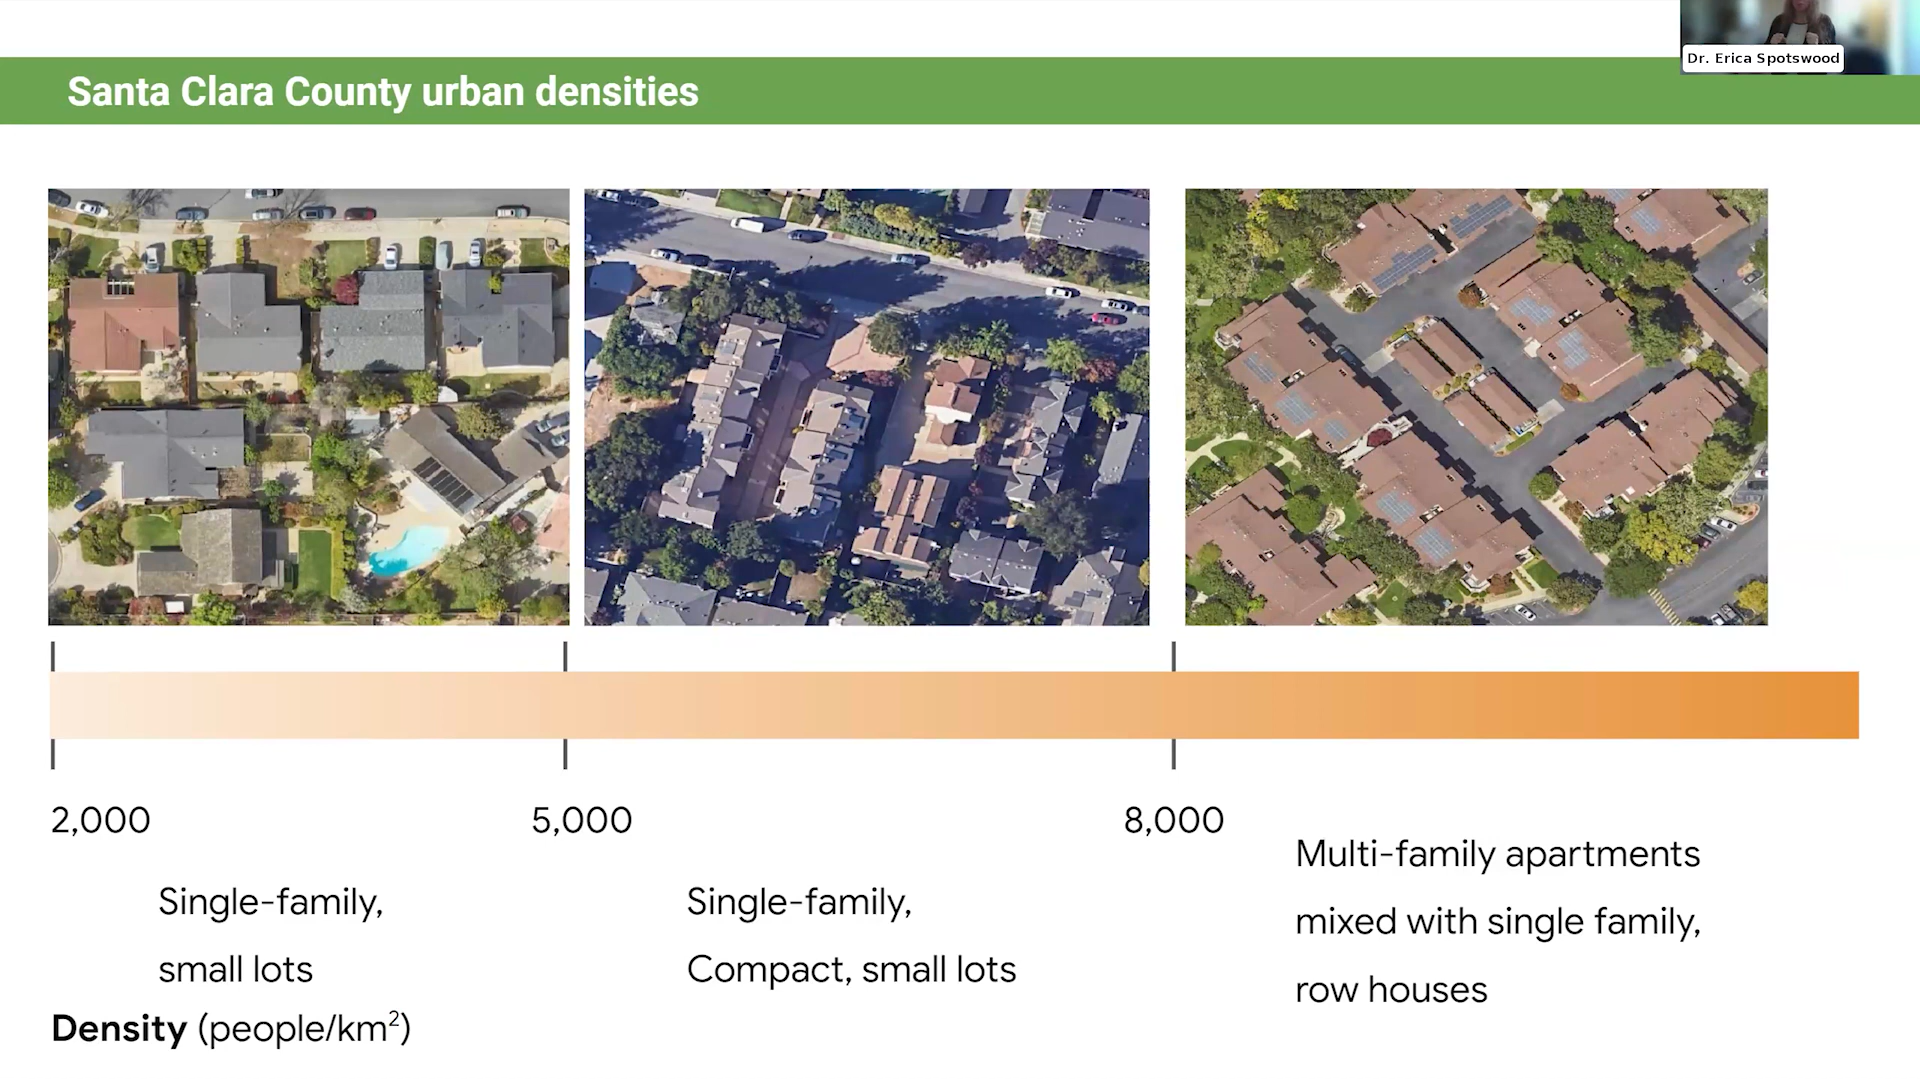 Dr. Erica Spotswood
Santa Clara County urban densities
2,000
5,000
8,000
Single-family,
small lots
Single-family,
Compact, small lots
Multi-family apartments
mixed with single family,
row houses
Density (people/km²)